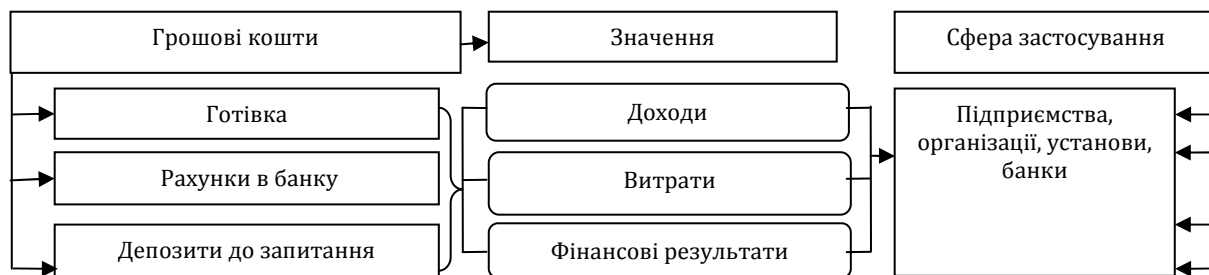 Грошові кошти
Значення
Сфера застосування
Готівка
Рахунки в банку
Депозити до запитання
Доходи
Витрати
Фінансові результати
Підприємства,
організації, установи,
банки